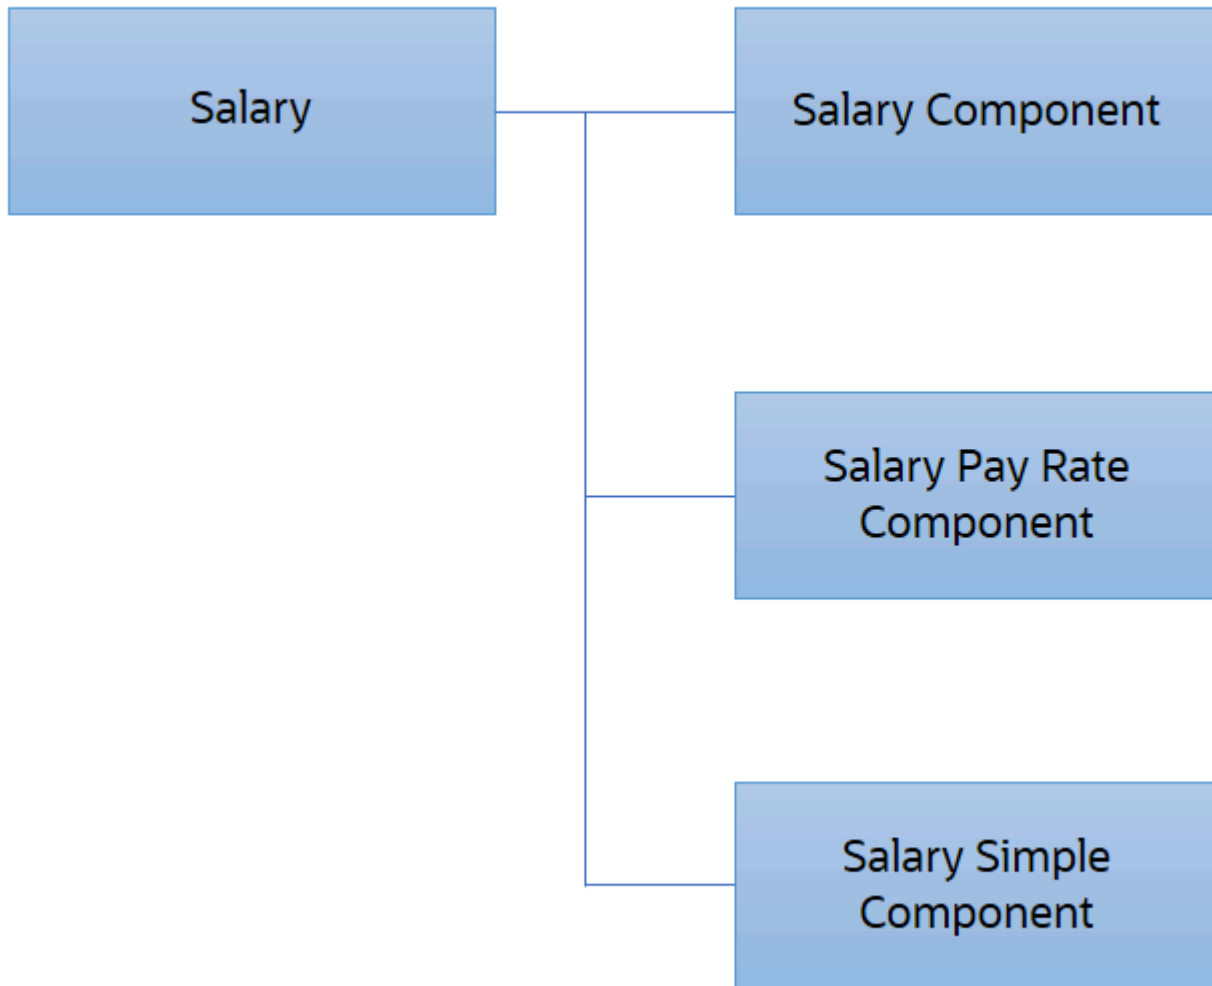 Salary
Salary Component
Salary Pay Rate
Component
Salary Simple
Component